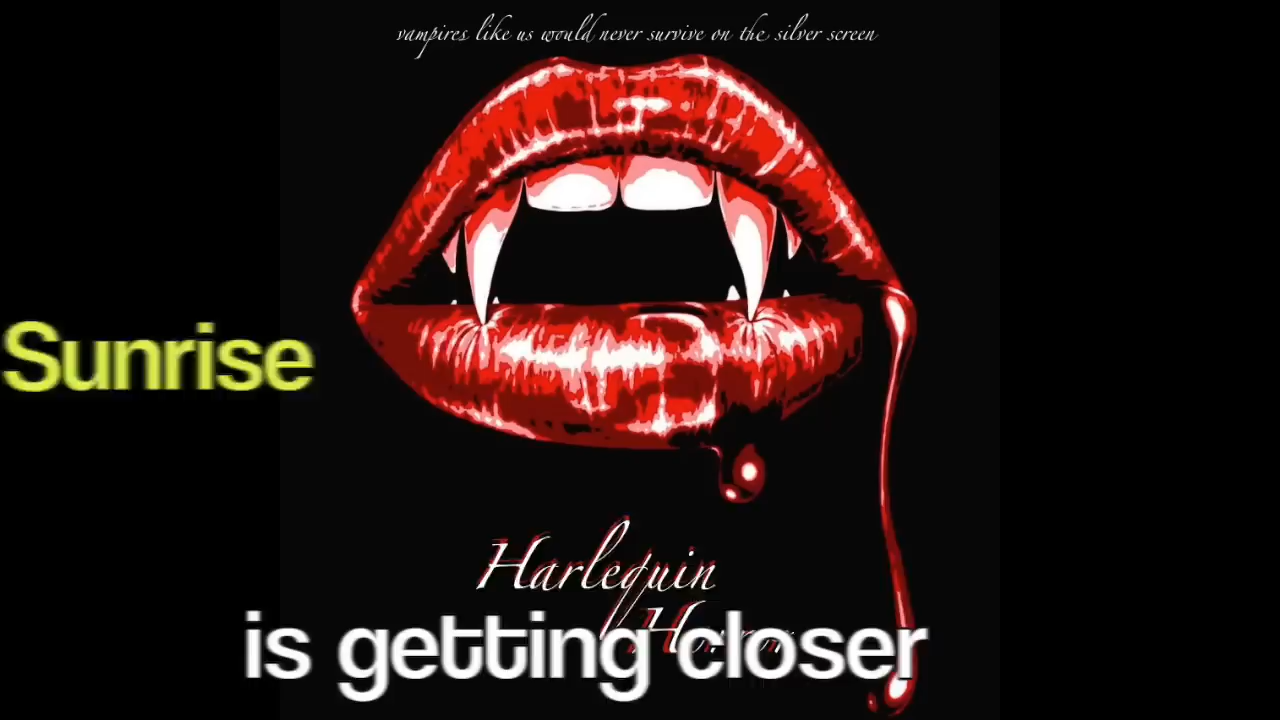 vampires like us would never survive on the silver screen
Sunrise
Harlequin
is getting closer